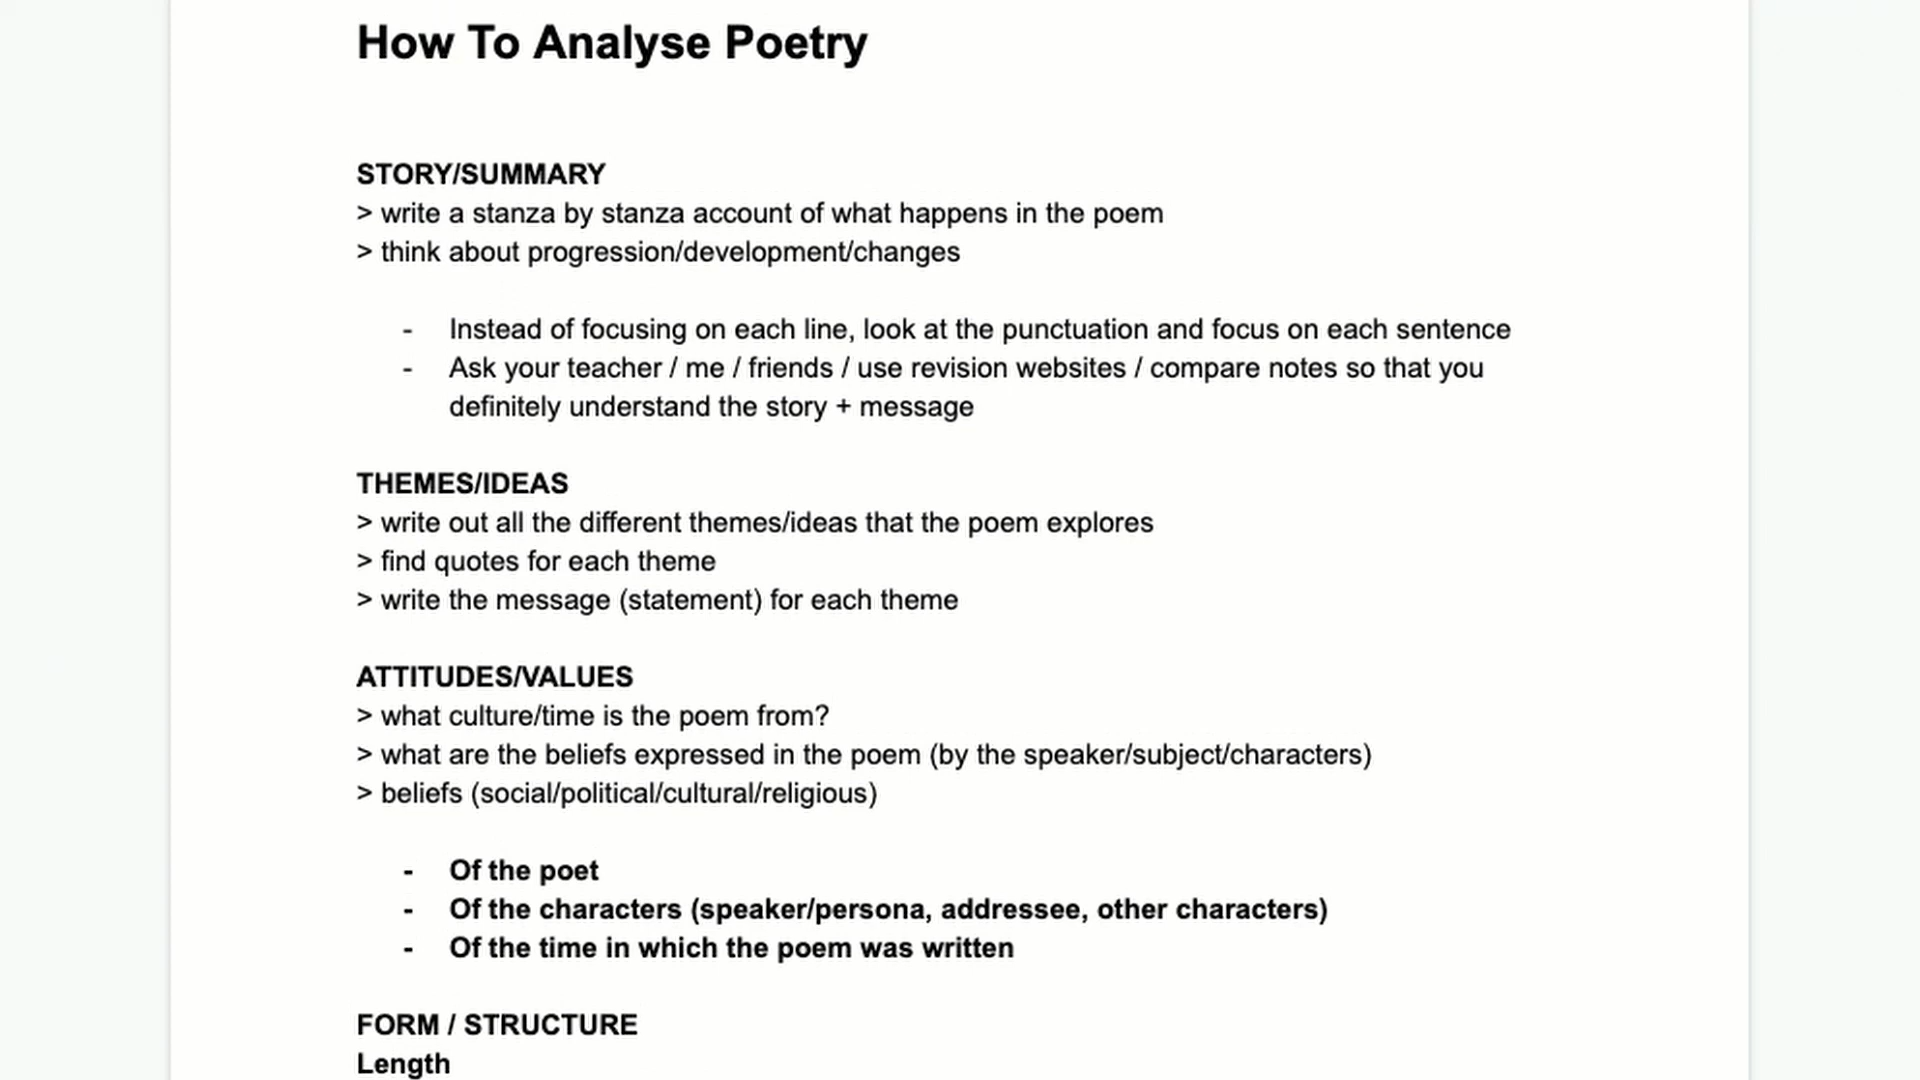 How To Analyse Poetry
STORY/SUMMARY
> write a stanza by stanza account of what happens in the poem
> think about progression/development/changes
- Instead of focusing on each line, look at the punctuation and focus on each sentence
- Ask your teacher / me / friends / use revision websites / compare notes so that you
definitely understand the story + message
THEMES/IDEAS
> write out all the different themes/ideas that the poem explores
> find quotes for each theme
> write the message (statement) for each theme
ATTITUDES/VALUES
> what culture/time is the poem from?
> what are the beliefs expressed in the poem (by the speaker/subject/characters)
> beliefs (social/political/cultural/religious)
- Of the poet
- Of the characters (speaker/persona, addressee, other characters)
- Of the time in which the poem was written
FORM / STRUCTURE
Length